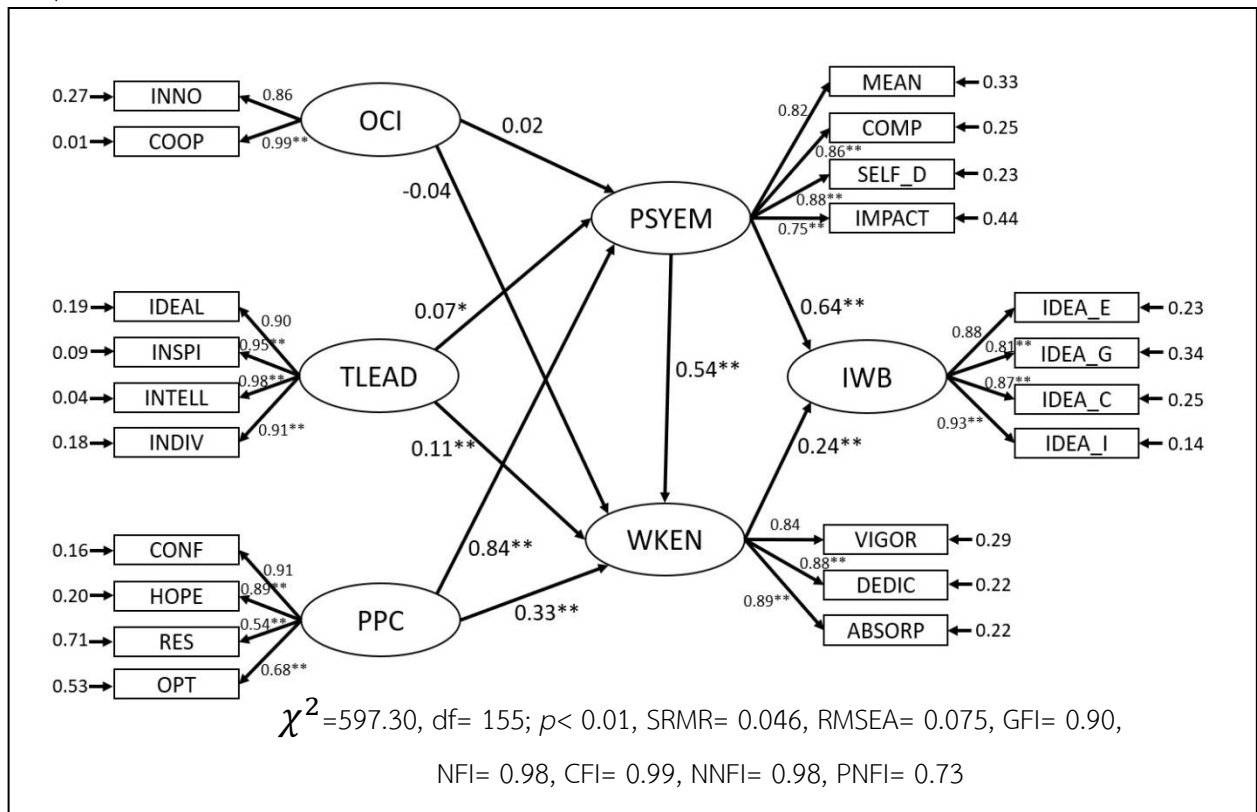 0.27 INNO 0.86
0.01 COOP 0.99**
OCI
0.02
-0.04
0.19 IDEAL 0.90
0.09 INSPI 0.95**
0.04 INTELL 0.98**
0.18 INDIV 0.91**
TLEAD
0.07*
0.11**
0.16 CONF 0.91
0.20 HOPE 0.89**
0.71 RES 0.54**
0.53 OPT 0.68**
PPC
0.84**
0.33**
PSYEM
0.82 MEAN 0.33
0.86** COMP 0.25
0.88** SELF_D 0.23
0.75** IMPACT 0.44
0.64**
0.54**
IWB
0.88 IDEA_E 0.23
0.81** IDEA_G 0.34
0.87** IDEA_C 0.25
0.93** IDEA_I 0.14
0.24**
WKEN
0.84 VIGOR 0.29
0.88** DEDIC 0.22
0.89** ABSORP 0.22
χ²=597.30, df= 155; p< 0.01, SRMR= 0.046, RMSEA= 0.075, GFI= 0.90,
NFI= 0.98, CFI= 0.99, NNFI= 0.98, PNFI= 0.73